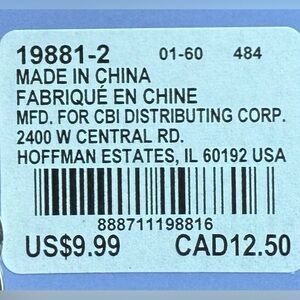 19881-2 01-60 484
MADE IN CHINA
FABRIQUÉ EN CHINE
MFD. FOR CBI DISTRIBUTING CORP.
2400 W CENTRAL RD.
HOFFMAN ESTATES, IL 60192 USA
888711198816
US$9.99 CAD12.50